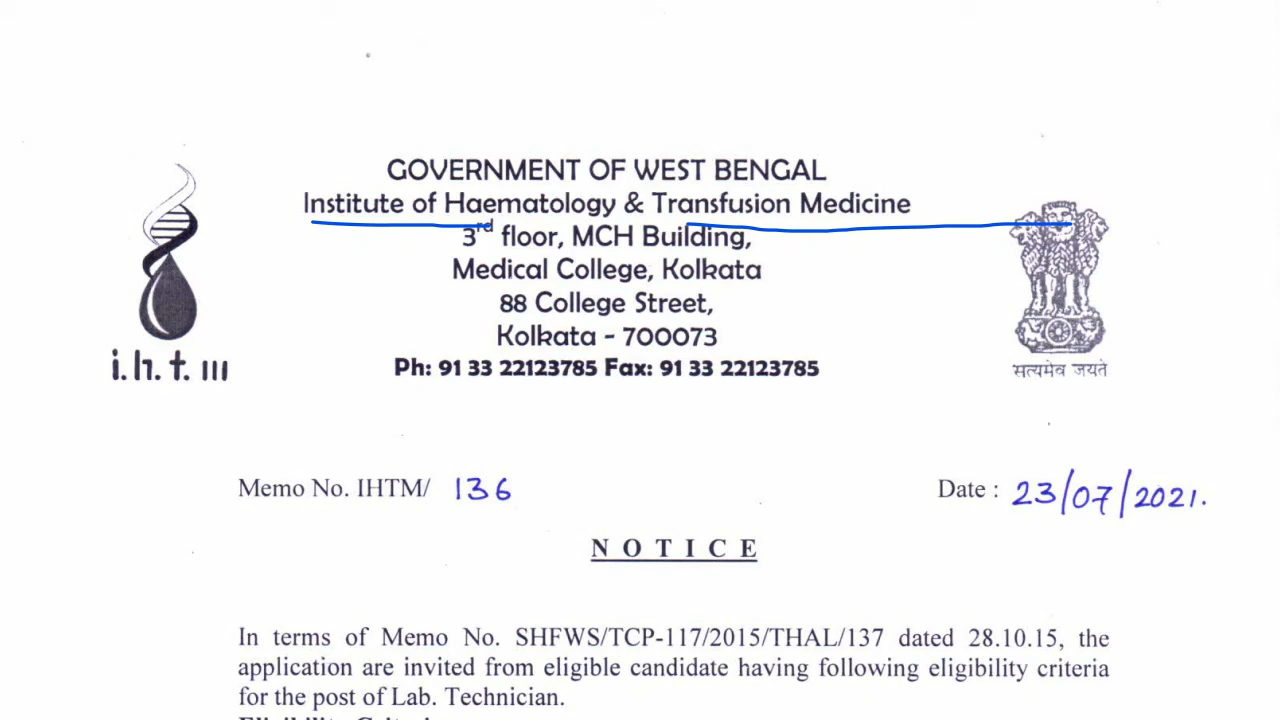 GOVERNMENT OF WEST BENGAL
Institute of Haematology & Transfusion Medicine
3rd floor, MCH Building,
Medical College, Kolkata
88 College Street,
Kolkata - 700073
Ph: 91 33 22123785 Fax: 91 33 22123785
i. h. t. m
सत्यमेव जयते
Memo No. IHTM/ 136
Date : 23/07/2021.
NOTICE
In terms of Memo No. SHFWS/TCP-117/2015/THAL/137 dated 28.10.15, the
application are invited from eligible candidate having following eligibility criteria
for the post of Lab. Technician.